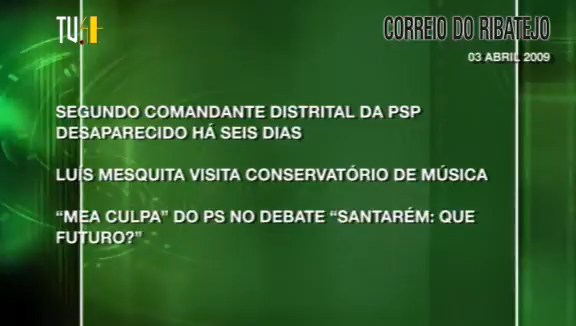 CORREIO DO RIBATEJO
03 ABRIL 2009
SEGUNDO COMANDANTE DISTRITAL DA PSP
DESAPARECIDO HÁ SEIS DIAS
LUÍS MESQUITA VISITA CONSERVATÓRIO DE MÚSICA
“MEA CULPA” DO PS NO DEBATE “SANTARÉM: QUE
FUTURO?”